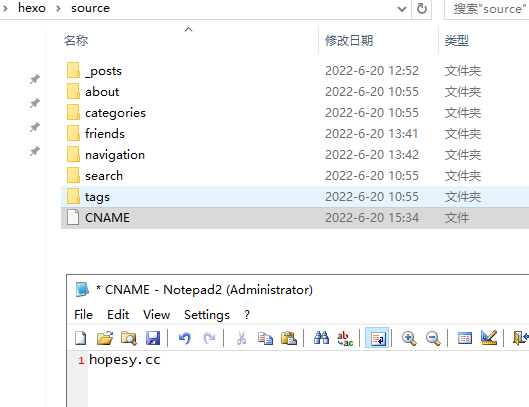 hexo > source
搜索"source"
名称 修改日期 类型
_posts 2022-6-20 12:52 文件夹
about 2022-6-20 10:55 文件夹
categories 2022-6-20 10:55 文件夹
friends 2022-6-20 13:41 文件夹
navigation 2022-6-20 13:42 文件夹
search 2022-6-20 10:55 文件夹
tags 2022-6-20 10:55 文件夹
CNAME 2022-6-20 15:34 文件
* CNAME - Notepad2 (Administrator)
File Edit View Settings ?
1 hopesy.cc